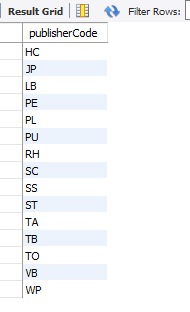 Result Grid Filter Rows:
publisherCode
HC
JP
LB
PE
PL
PU
RH
SC
SS
ST
TA
TB
TO
VB
WP